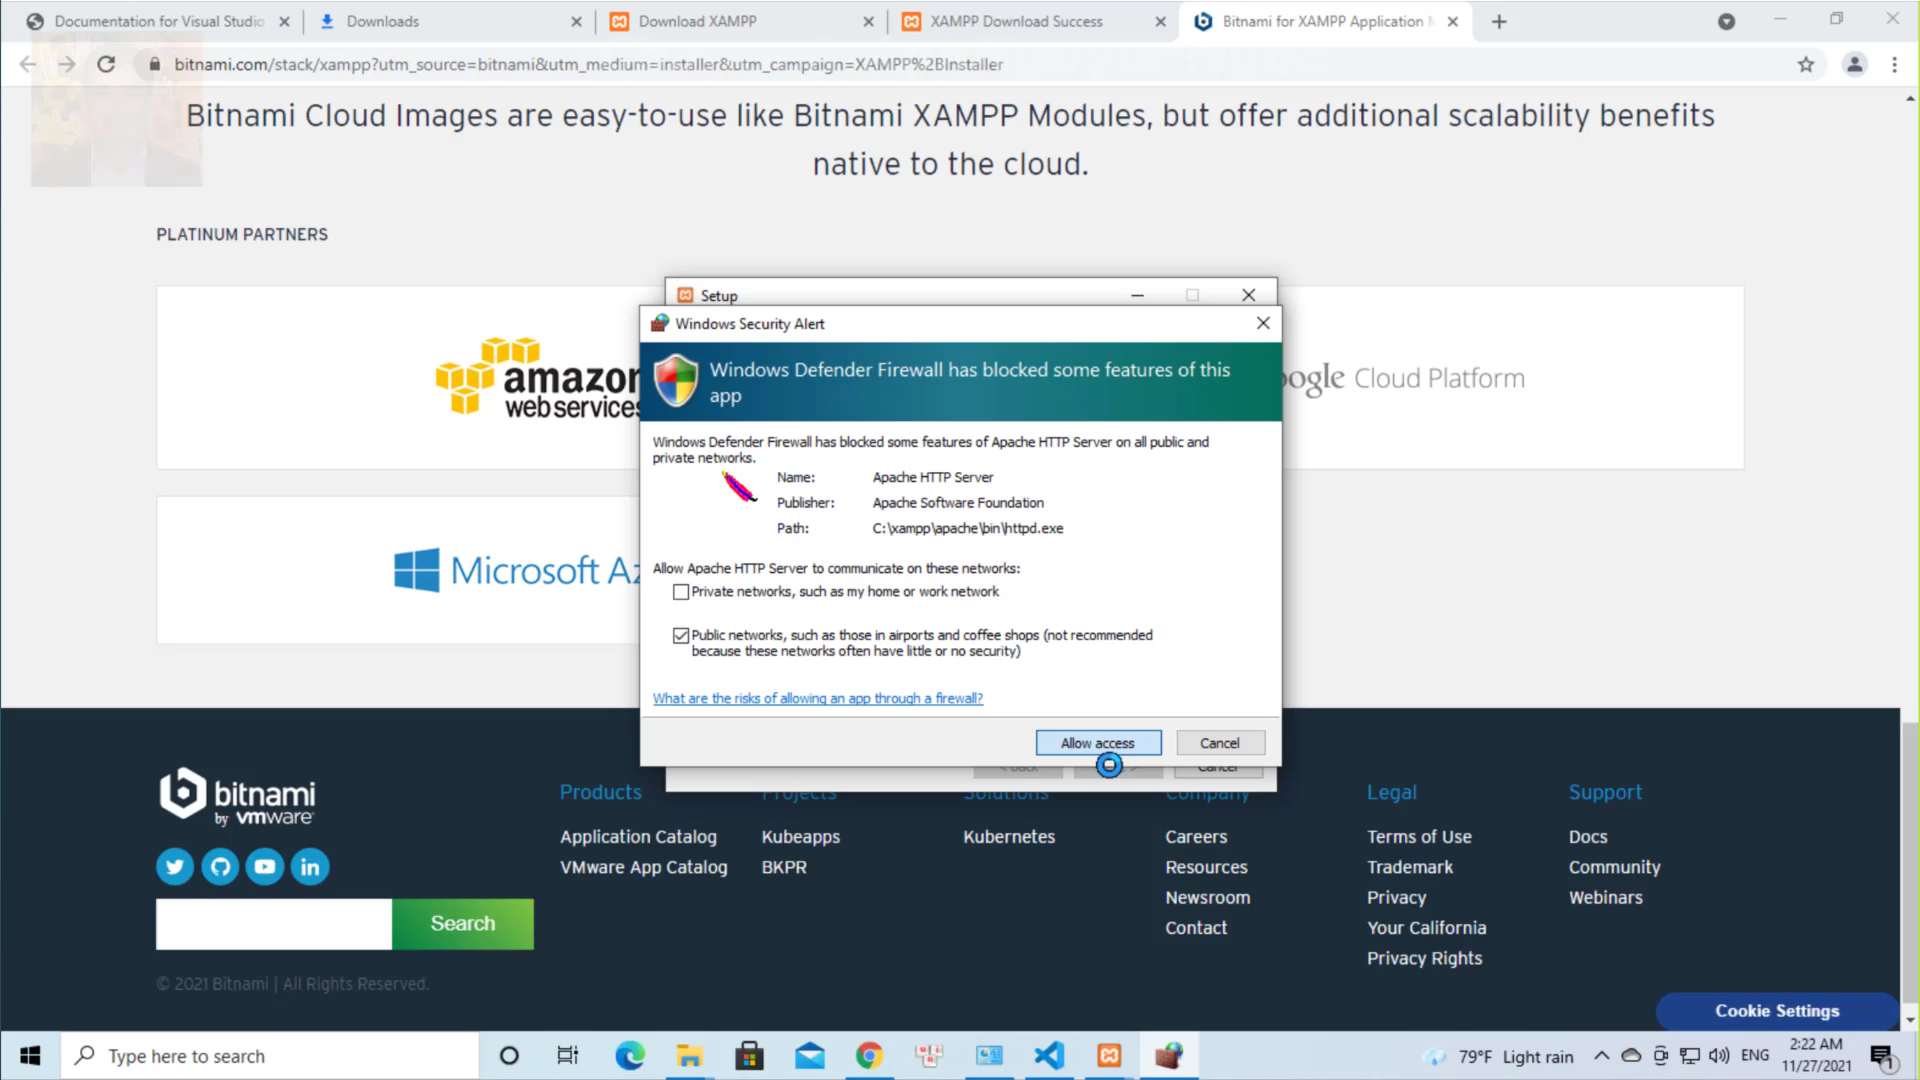 Documentation for Visual Studio
Downloads
Download XAMPP
XAMPP Download Success
Bitnami for XAMPP Application
bitnami.com/stack/xampp?utm_source=bitnami&utm_medium=installer&utm_campaign=XAMPP%2BInstaller
Bitnami Cloud Images are easy-to-use like Bitnami XAMPP Modules, but offer additional scalability benefits
native to the cloud.
PLATINUM PARTNERS
amazon
web services
Google Cloud Platform
Microsoft Az
Setup
Windows Security Alert
Windows Defender Firewall has blocked some features of this
app
Windows Defender Firewall has blocked some features of Apache HTTP Server on all public and
private networks.
Name: Apache HTTP Server
Publisher: Apache Software Foundation
Path: C:\xampp\apache\bin\httpd.exe
Allow Apache HTTP Server to communicate on these networks:
Private networks, such as my home or work network
Public networks, such as those in airports and coffee shops (not recommended
because these networks often have little or no security)
What are the risks of allowing an app through a firewall?
Allow access
Cancel
< Back
Cancel
bitnami
by vmware
Search
© 2021 Bitnami | All Rights Reserved.
Products
Application Catalog
VMware App Catalog
Projects
Kubeapps
BKPR
Solutions
Kubernetes
Company
Careers
Resources
Newsroom
Contact
Legal
Terms of Use
Trademark
Privacy
Your California
Privacy Rights
Support
Docs
Community
Webinars
Cookie Settings
Type here to search
79°F Light rain
ENG
2:22 AM
11/27/2021
1